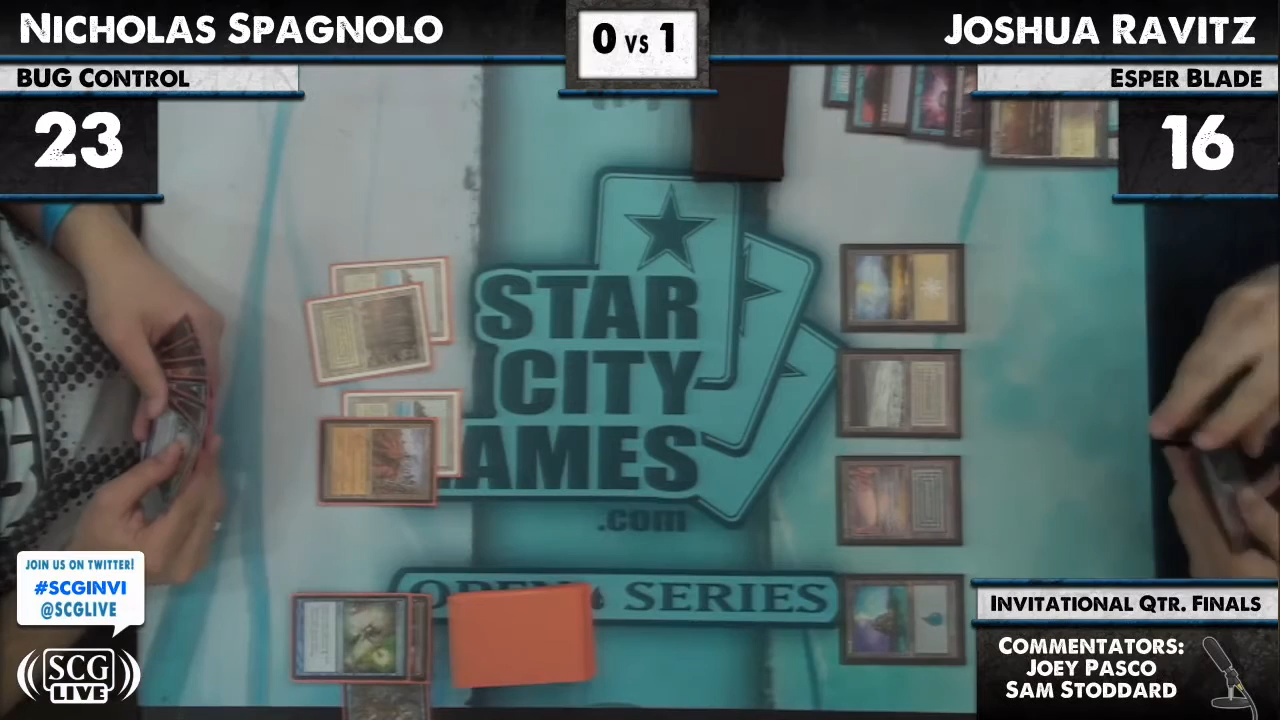 NICHOLAS SPAGNOLO
0 VS 1
JOSHUA RAVITZ
BUG CONTROL
ESPER BLADE
23
16
STAR
CITY
GAMES
.com
OPEN SERIES
JOIN US ON TWITTER!
#SCGINVI
@SCGLIVE
SCG
LIVE
INVITATIONAL QTR. FINALS
COMMENTATORS:
JOEY PASCO
SAM STODDARD